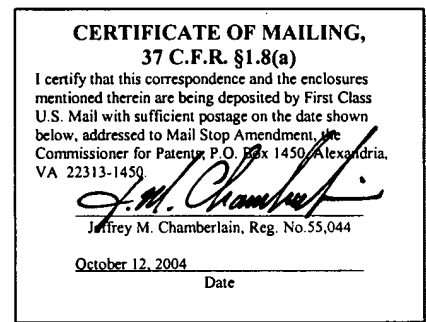 CERTIFICATE OF MAILING,
37 C.F.R. §1.8(a)
I certify that this correspondence and the enclosures
mentioned therein are being deposited by First Class
U.S. Mail with sufficient postage on the date shown
below, addressed to Mail Stop Amendment, the
Commissioner for Patents, P.O. Box 1450, Alexandria,
VA 22313-1450.
J.M. Chamberlain
Jeffrey M. Chamberlain, Reg. No.55,044
October 12, 2004
Date